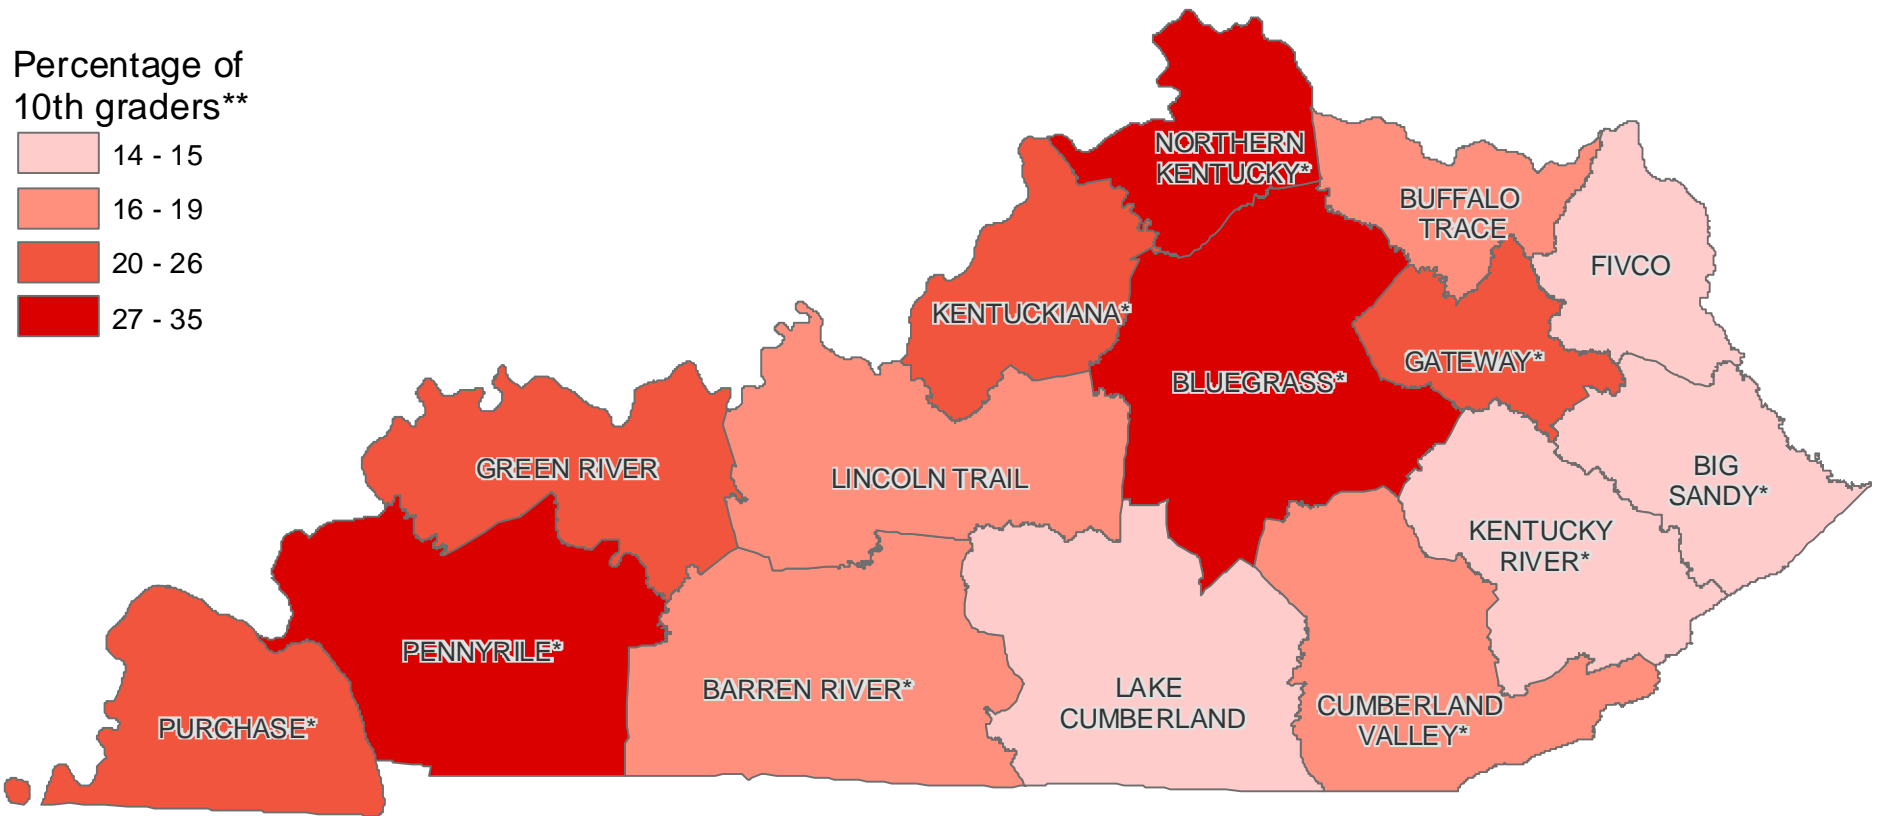 Percentage of
10th graders**
14 - 15
16 - 19
20 - 26
27 - 35
NORTHERN
KENTUCKY*
BUFFALO
TRACE
FIVCO
KENTUCKIANA*
GATEWAY*
BLUEGRASS*
GREEN RIVER
LINCOLN TRAIL
BIG
SANDY*
KENTUCKY
RIVER*
PENNYRILE*
BARREN RIVER*
LAKE
CUMBERLAND
CUMBERLAND
VALLEY*
PURCHASE*